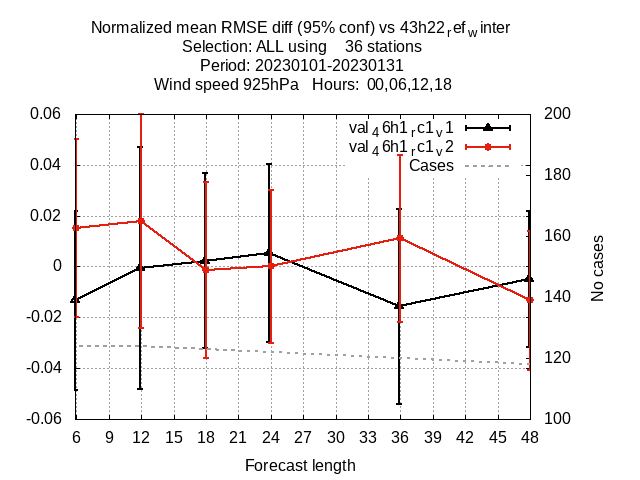 Normalized mean RMSE diff (95% conf) vs 43h22refwinter
Selection: ALL using 36 stations
Period: 20230101-20230131
Wind speed 925hPa Hours: 00,06,12,18
val46h1rc1v1
val46h1rc1v2
Cases
0.06
0.04
0.02
0
-0.02
-0.04
-0.06
200
180
160
140
120
100
No cases
6 9 12 15 18 21 24 27 30 33 36 39 42 45 48
Forecast length